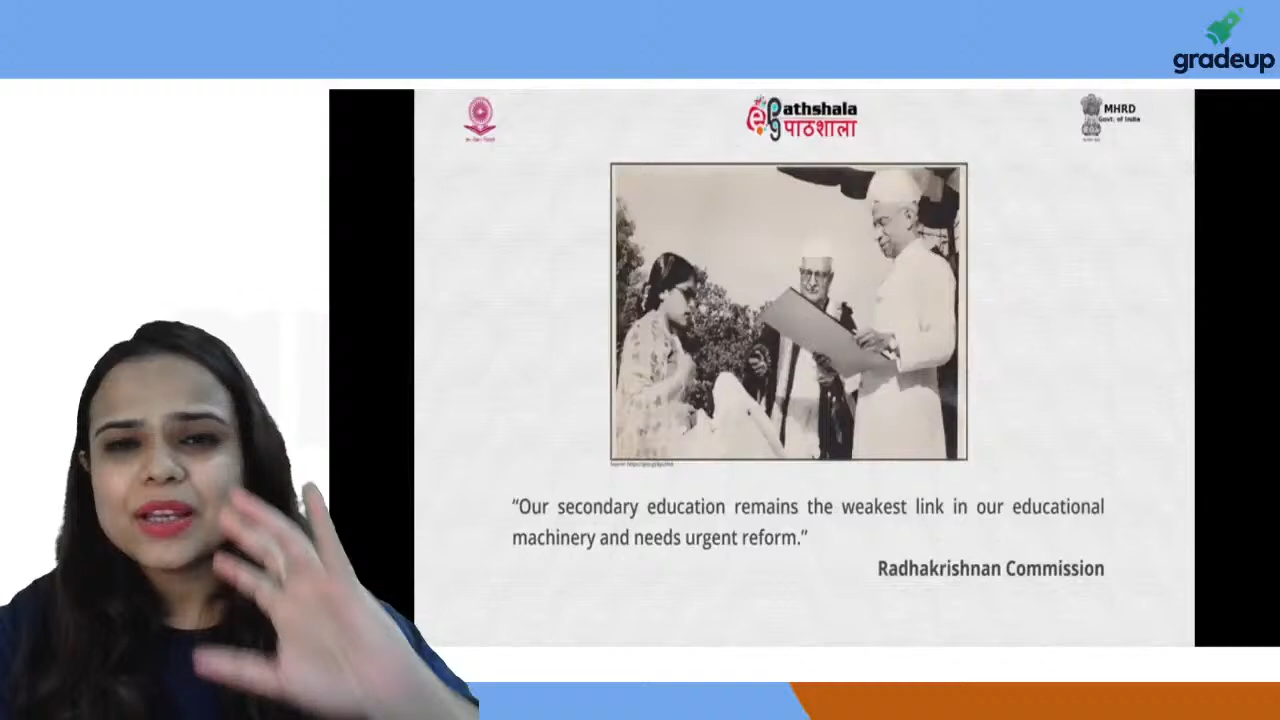 gradeup
ePathshala
पाठशाला
MHRD
Govt. of India
“Our secondary education remains the weakest link in our educational
machinery and needs urgent reform.”
Radhakrishnan Commission